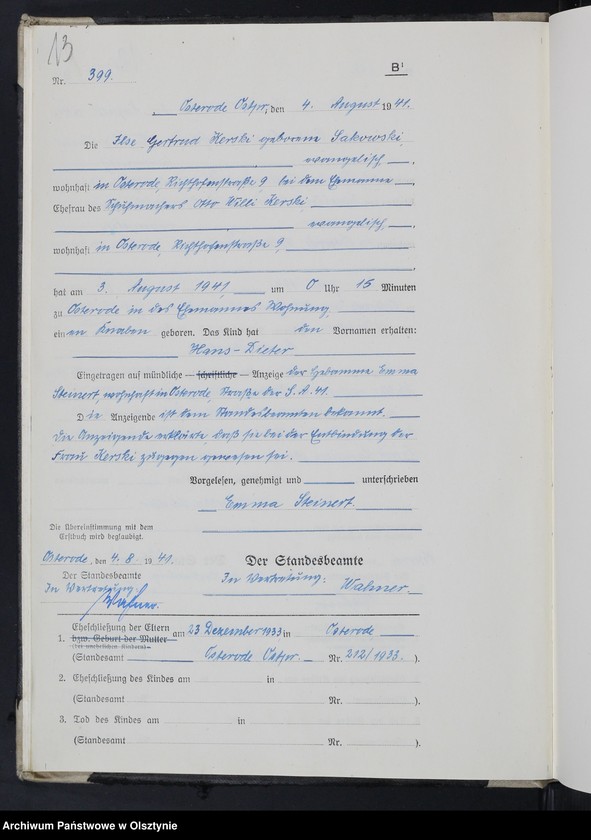 13
B¹
Nr. 399.
Osterode Ostpr, den 4. August 1941.
Die Ilse Gertrud Kerski geborene Sakowski,
evangelisch,
wohnhaft in Osterode, Richthofenstraße 9 bei dem Ehemanne,
Ehefrau des Schuhmachers Otto Willi Kerski
evangelisch,
wohnhaft in Osterode, Richthofenstraße 9,
hat am 3. August 1941 um 0 Uhr 15 Minuten
zu Osterode in des Ehemannes Wohnung
einen Knaben geboren. Das Kind hat den Vornamen erhalten:
Hans-Dieter
Eingetragen auf mündliche — schriftliche — Anzeige der Hebamme Emma
Steinert, wohnhaft in Osterode, Straße der S.A. 41.
Die Anzeigende ist dem Standesbeamten bekannt.
Die Anzeigende erklärte, daß sie bei der Entbindung der
Frau Kerski zugegen gewesen sei.
Vorgelesen, genehmigt und unterschrieben
Emma Steinert.
Die Übereinstimmung mit dem
Erstbuch wird beglaubigt.
Osterode, den 4. 8. 1941.
Der Standesbeamte
In Vertretung:
Der Standesbeamte
In Vertretung: Walmer.
1. Eheschließung der Eltern am 23 Dezember 1933 in Osterode
bzw. Geburt der Mutter
(bei unehelichen Kindern)
(Standesamt Osterode Ostpr Nr. 212/1933.).
2. Eheschließung des Kindes am in
(Standesamt Nr. ).
3. Tod des Kindes am in
(Standesamt Nr. ).
Archiwum Państwowe w Olsztynie